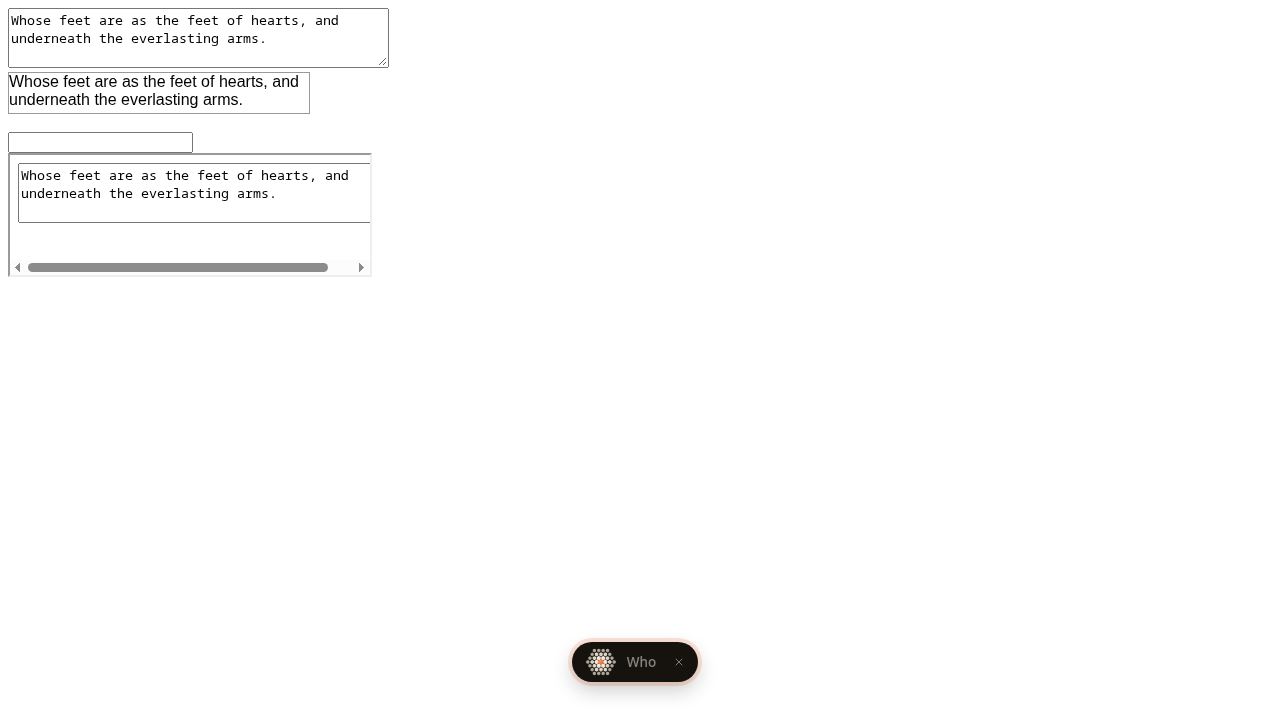 Whose feet are as the feet of hearts, and
underneath the everlasting arms.
Whose feet are as the feet of hearts, and
underneath the everlasting arms.
Whose feet are as the feet of hearts, and
underneath the everlasting arms.
Who